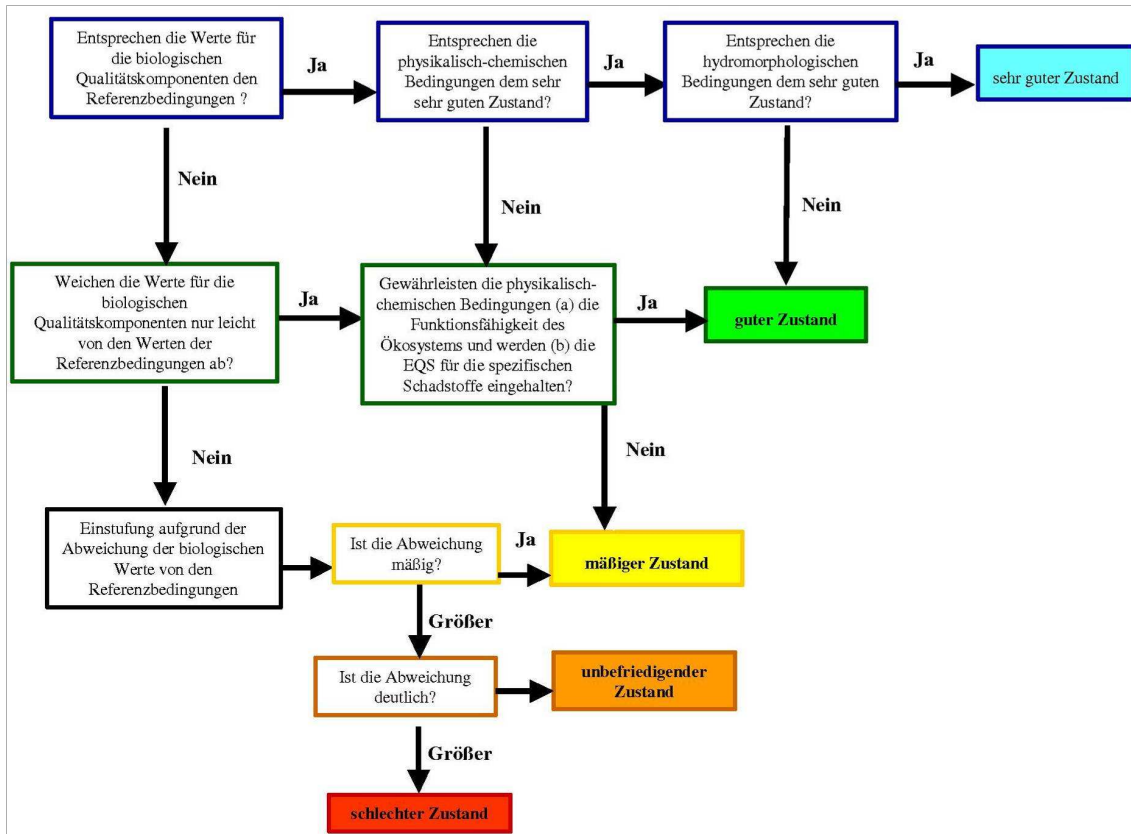 Entsprechen die Werte für
die biologischen
Qualitätskomponenten den
Referenzbedingungen ?
Ja
Entsprechen die
physikalisch-chemischen
Bedingungen dem sehr
sehr guten Zustand?
Ja
Entsprechen die
hydromorphologischen
Bedingungen dem sehr guten
Zustand?
Ja
sehr guter Zustand
Nein
Nein
Nein
Weichen die Werte für die
biologischen
Qualitätskomponenten nur leicht
von den Werten der
Referenzbedingungen ab?
Ja
Gewährleisten die physikalisch-
chemischen Bedingungen (a) die
Funktionsfähigkeit des
Ökosystems und werden (b) die
EQS für die spezifischen
Schadstoffe eingehalten?
Ja
guter Zustand
Nein
Nein
Einstufung aufgrund der
Abweichung der biologischen
Werte von den
Referenzbedingungen
Ist die Abweichung
mäßig?
Ja
mäßiger Zustand
Größer
Ist die Abweichung
deutlich?
unbefriedigender
Zustand
Größer
schlechter Zustand